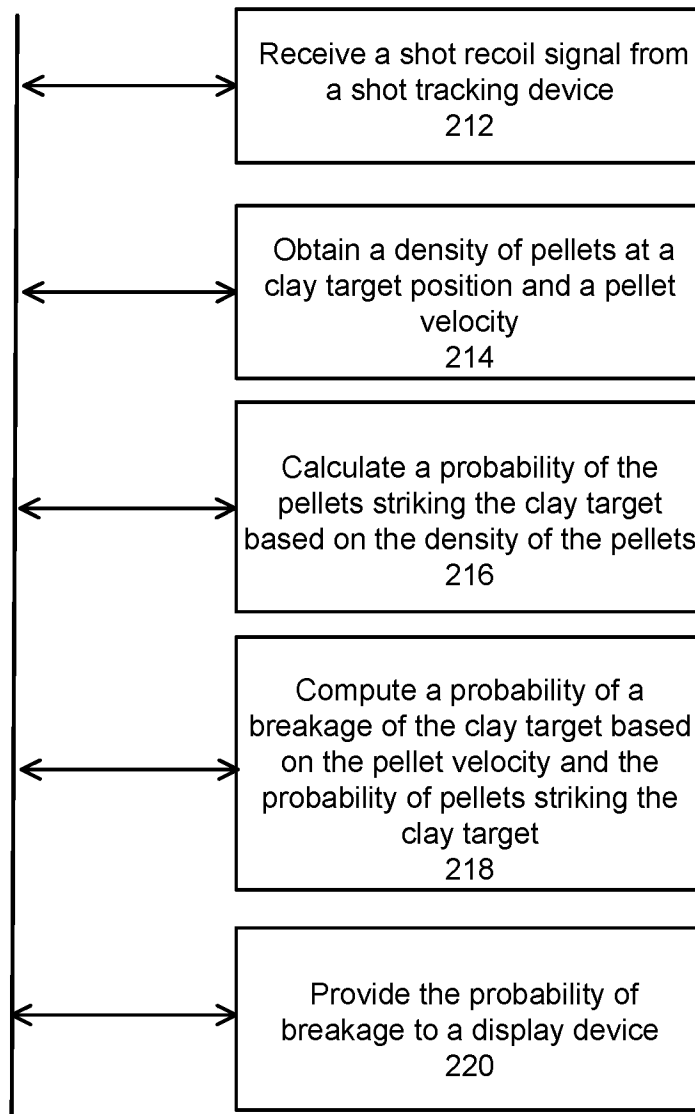 Receive a shot recoil signal from
a shot tracking device
212
Obtain a density of pellets at a
clay target position and a pellet
velocity
214
Calculate a probability of the
pellets striking the clay target
based on the density of the pellets
216
Compute a probability of a
breakage of the clay target based
on the pellet velocity and the
probability of pellets striking the
clay target
218
Provide the probability of
breakage to a display device
220